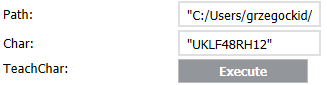 Path: "C:/Users/grzegockid/
Char: "UKLF48RH12"
TeachChar: Execute